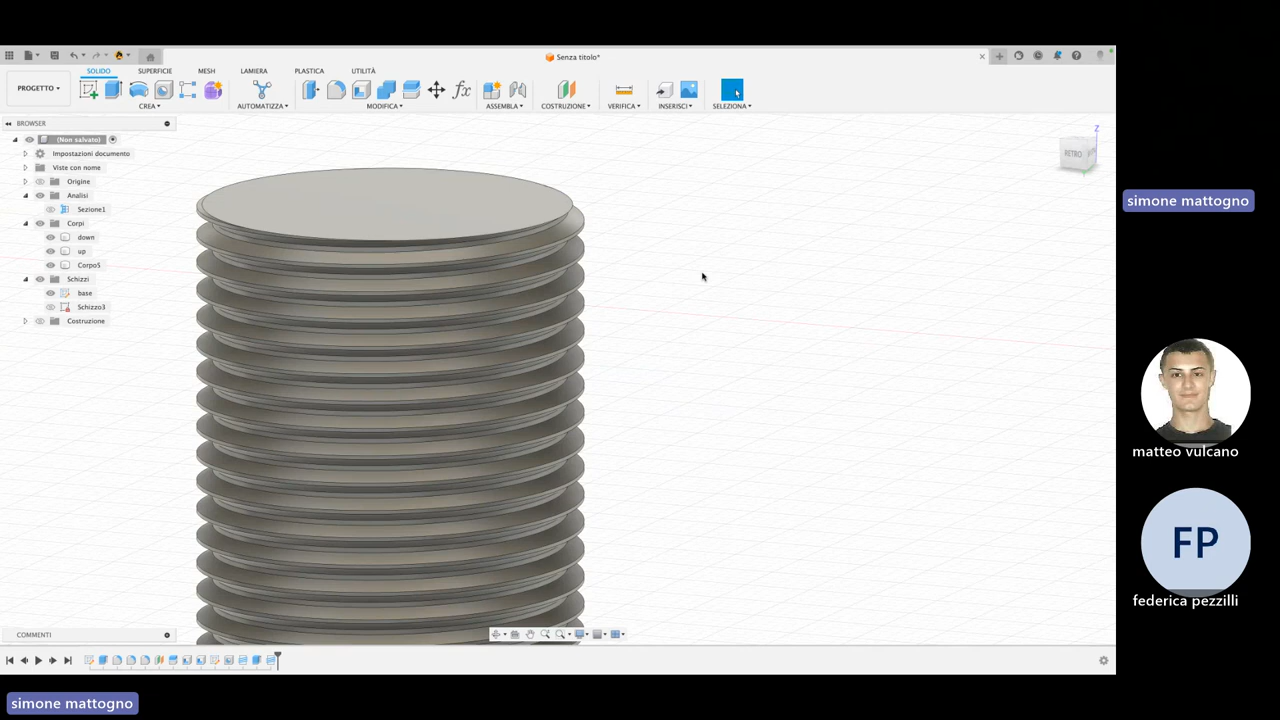 Senza titolo*
PROGETTO
SOLIDO
SUPERFICIE
MESH
LAMIERA
PLASTICA
UTILITÀ
CREA
AUTOMATIZZA
MODIFICA
ASSEMBLA
COSTRUZIONE
VERIFICA
INSERISCI
SELEZIONA
BROWSER
(Non salvato)
Impostazioni documento
Viste con nome
Origine
Analisi
Sezione1
Corpi
down
up
Corpo5
Schizzi
base
Schizzo3
Costruzione
Z
RETRO
simone mattogno
matteo vulcano
FP
federica pezzilli
COMMENTI
simone mattogno